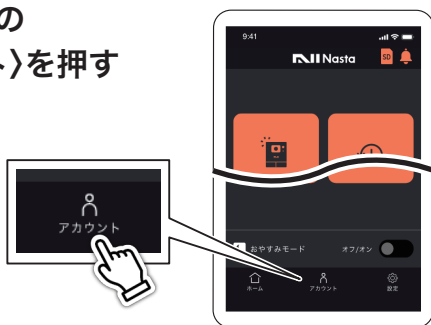 の
ト〉を押す
9:41
Nasta
SD
アカウント
おやすみモード オフ/オン
ホーム アカウント 設定